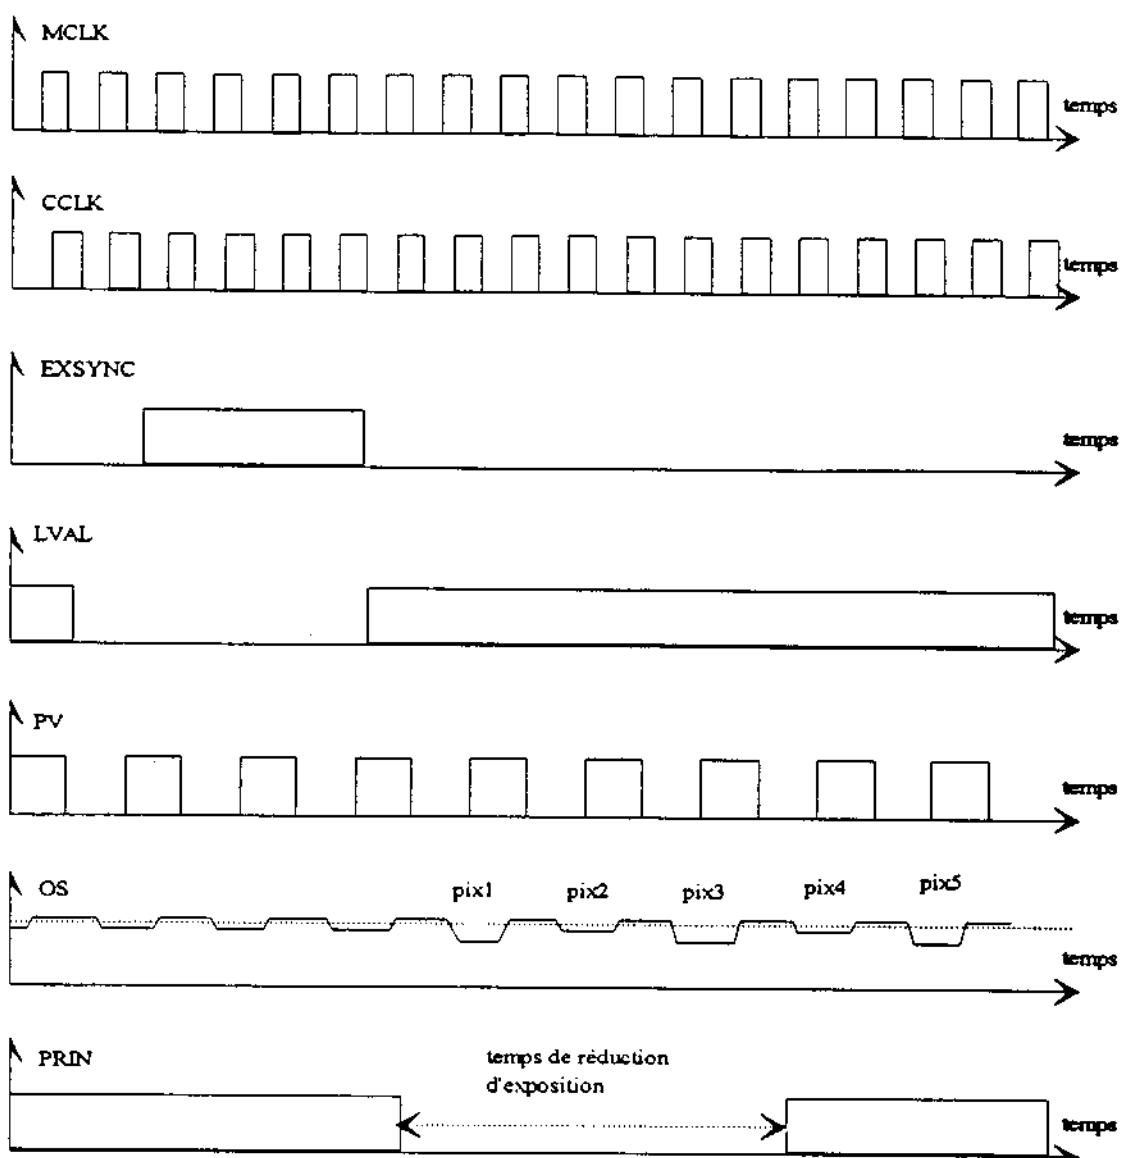 MCLK
temps
CCLK
temps
EXSYNC
temps
LVAL
temps
PV
temps
OS
pix1
pix2
pix3
pix4
pix5
temps
PRIN
temps de réduction
d'exposition
temps